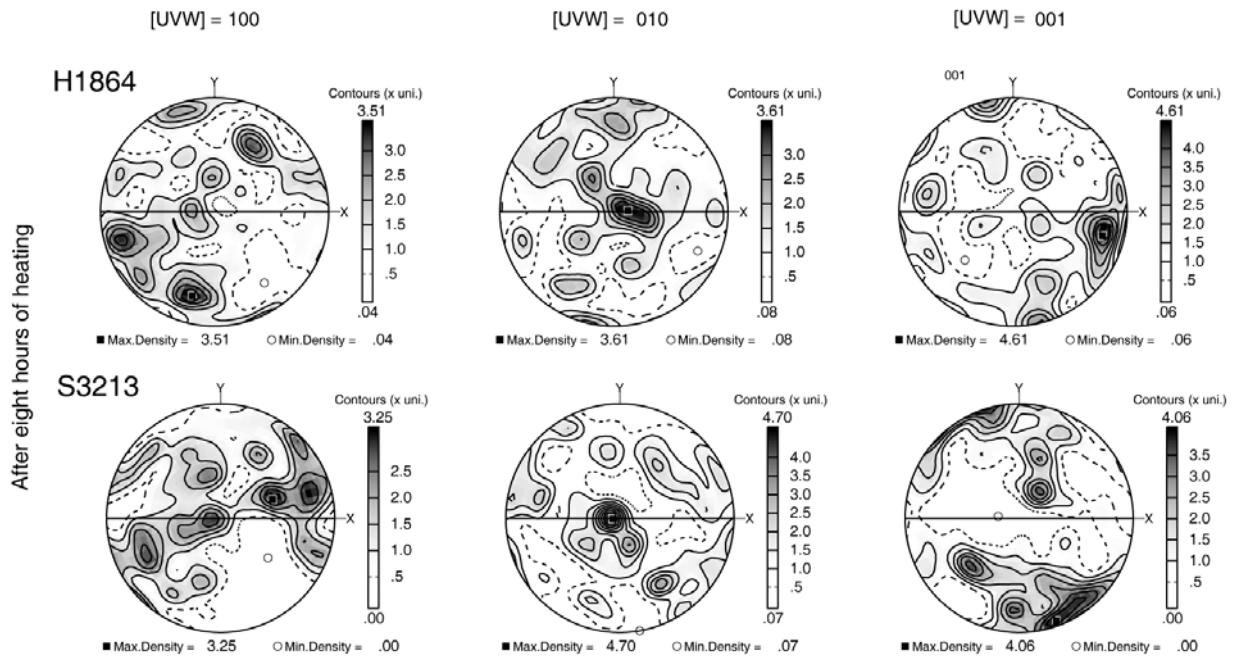 [UVW] = 100
[UVW] = 010
[UVW] = 001
After eight hours of heating
H1864
Y
X
Contours (x uni.)
3.51
3.0
2.5
2.0
1.5
1.0
.5
.04
■ Max.Density = 3.51 ○ Min.Density = .04
Y
X
Contours (x uni.)
3.61
3.0
2.5
2.0
1.5
1.0
.5
.08
■ Max.Density = 3.61 ○ Min.Density = .08
001
Y
X
Contours (x uni.)
4.61
4.0
3.5
3.0
2.5
2.0
1.5
1.0
.5
.06
■ Max.Density = 4.61 ○ Min.Density = .06
S3213
Y
X
Contours (x uni.)
3.25
2.5
2.0
1.5
1.0
.5
.00
■ Max.Density = 3.25 ○ Min.Density = .00
Y
X
Contours (x uni.)
4.70
4.0
3.5
3.0
2.5
2.0
1.5
1.0
.5
.07
■ Max.Density = 4.70 ○ Min.Density = .07
Y
X
Contours (x uni.)
4.06
3.5
3.0
2.5
2.0
1.5
1.0
.5
.00
■ Max.Density = 4.06 ○ Min.Density = .00